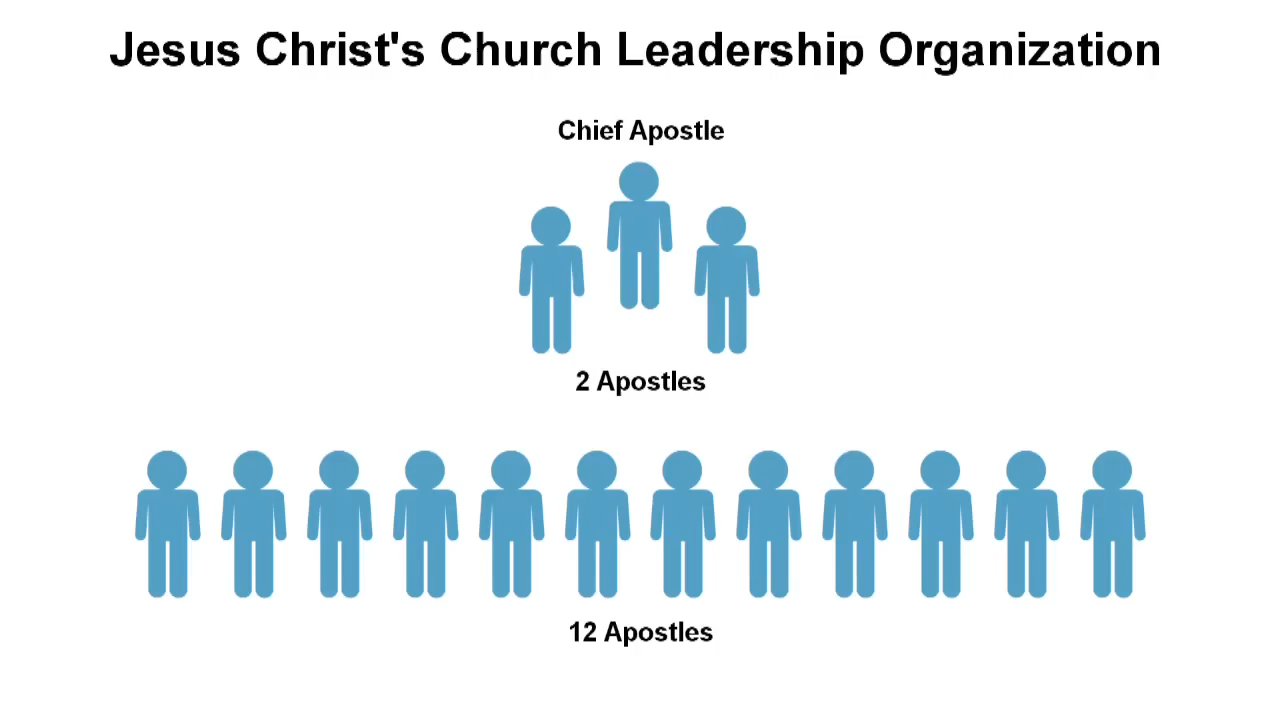 Jesus Christ's Church Leadership Organization
Chief Apostle
2 Apostles
12 Apostles